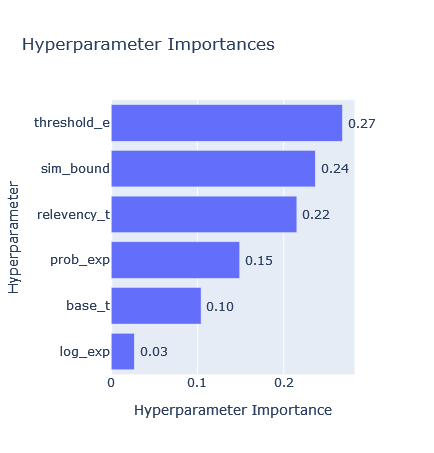 Hyperparameter Importances
Hyperparameter
threshold_e
0.27
sim_bound
0.24
relevency_t
0.22
prob_exp
0.15
base_t
0.10
log_exp
0.03
0
0.1
0.2
Hyperparameter Importance